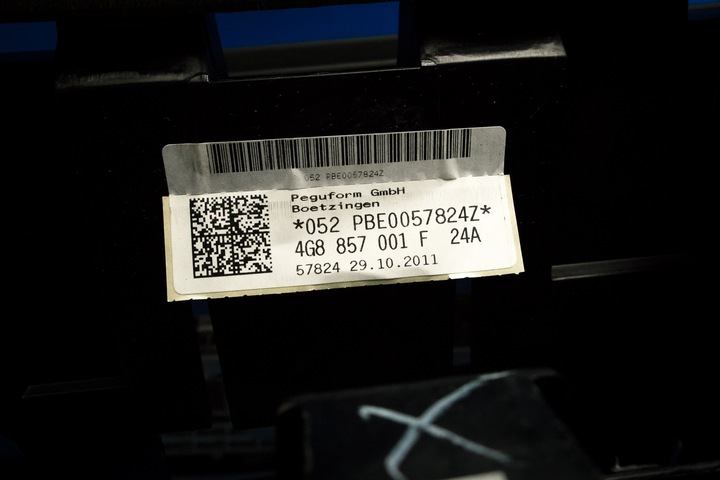 052 PBE0057824Z
Peguform GmbH
Boetzingen
*052 PBE0057824Z*
4G8 857 001 F 24A
57824 29.10.2011